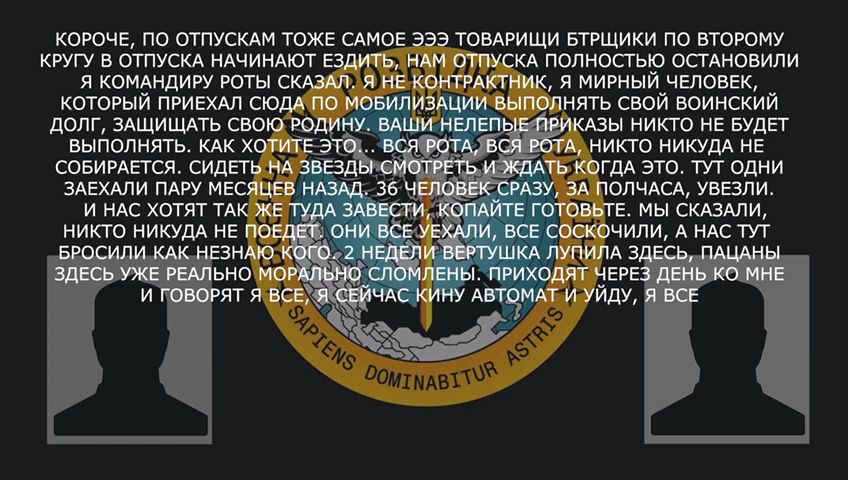 КОРОЧЕ, ПО ОТПУСКАМ ТОЖЕ САМОЕ ЭЭЭ ТОВАРИЩИ БТРЩИКИ ПО ВТОРОМУ
КРУГУ В ОТПУСКА НАЧИНАЮТ ЕЗДИТЬ, НАМ ОТПУСКА ПОЛНОСТЬЮ ОСТАНОВИЛИ
Я КОМАНДИРУ РОТЫ СКАЗАЛ, Я НЕ КОНТРАКТНИК, Я МИРНЫЙ ЧЕЛОВЕК,
КОТОРЫЙ ПРИЕХАЛ СЮДА ПО МОБИЛИЗАЦИИ ВЫПОЛНЯТЬ СВОЙ ВОИНСКИЙ
ДОЛГ, ЗАЩИЩАТЬ СВОЮ РОДИНУ. ВАШИ НЕЛЕПЫЕ ПРИКАЗЫ НИКТО НЕ БУДЕТ
ВЫПОЛНЯТЬ. КАК ХОТИТЕ ЭТО... ВСЯ РОТА, ВСЯ РОТА, НИКТО НИКУДА НЕ
СОБИРАЕТСЯ. СИДЕТЬ НА ЗВЕЗДЫ СМОТРЕТЬ И ЖДАТЬ КОГДА ЭТО. ТУТ ОДНИ
ЗАЕХАЛИ ПАРУ МЕСЯЦЕВ НАЗАД. 36 ЧЕЛОВЕК СРАЗУ, ЗА ПОЛЧАСА, УВЕЗЛИ.
И НАС ХОТЯТ ТАК ЖЕ ТУДА ЗАВЕСТИ, КОПАЙТЕ ГОТОВЬТЕ. МЫ СКАЗАЛИ,
НИКТО НИКУДА НЕ ПОЕДЕТ. ОНИ ВСЕ УЕХАЛИ, ВСЕ СОСКОЧИЛИ, А НАС ТУТ
БРОСИЛИ КАК НЕЗНАЮ КОГО. 2 НЕДЕЛИ ВЕРТУШКА ЛУПИЛА ЗДЕСЬ, ПАЦАНЫ
ЗДЕСЬ УЖЕ РЕАЛЬНО МОРАЛЬНО СЛОМЛЕНЫ. ПРИХОДЯТ ЧЕРЕЗ ДЕНЬ КО МНЕ
И ГОВОРЯТ Я ВСЕ, Я СЕЙЧАС КИНУ АВТОМАТ И УЙДУ, Я ВСЕ
SAPIENS DOMINABITUR ASTRIS